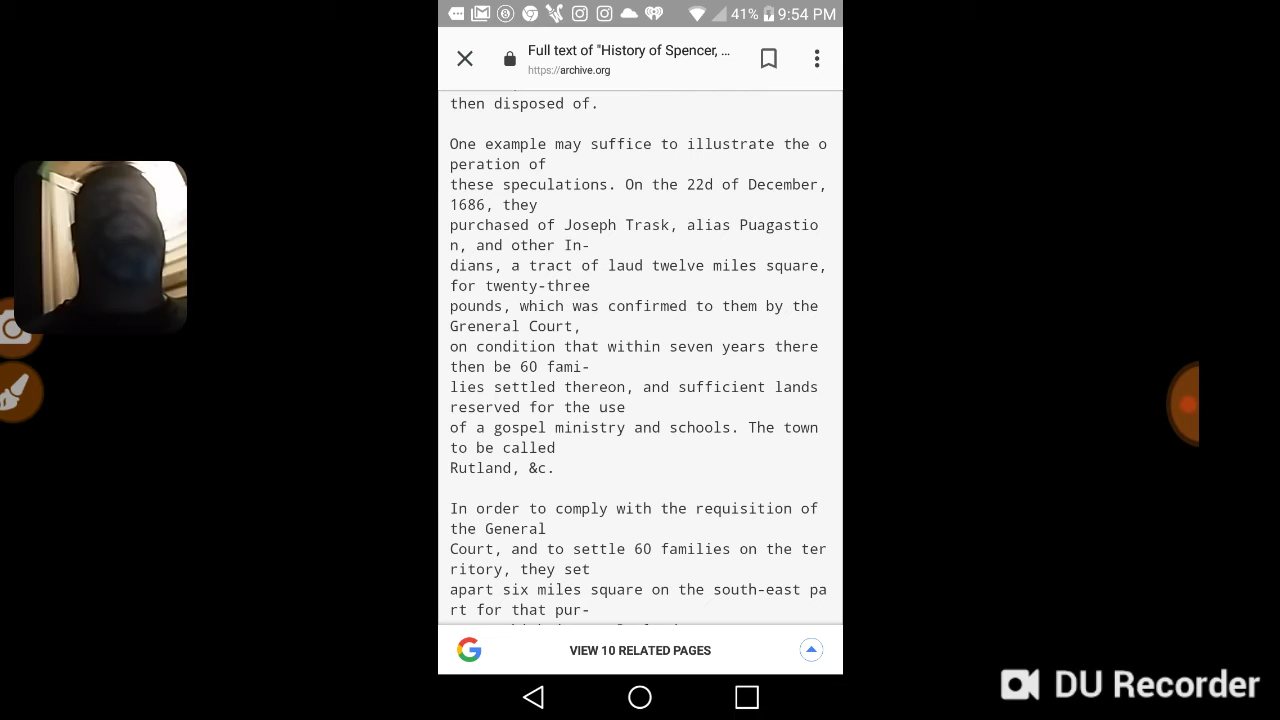 41% 9:54 PM
Full text of "History of Spencer, ...
https://archive.org
then disposed of.
One example may suffice to illustrate the o
peration of
these speculations. On the 22d of December,
1686, they
purchased of Joseph Trask, alias Puagastio
n, and other In-
dians, a tract of laud twelve miles square,
for twenty-three
pounds, which was confirmed to them by the
Greneral Court,
on condition that within seven years there
then be 60 fami-
lies settled thereon, and sufficient lands
reserved for the use
of a gospel ministry and schools. The town
to be called
Rutland, &c.
In order to comply with the requisition of
the General
Court, and to settle 60 families on the ter
ritory, they set
apart six miles square on the south-east pa
rt for that pur-
VIEW 10 RELATED PAGES
DU Recorder